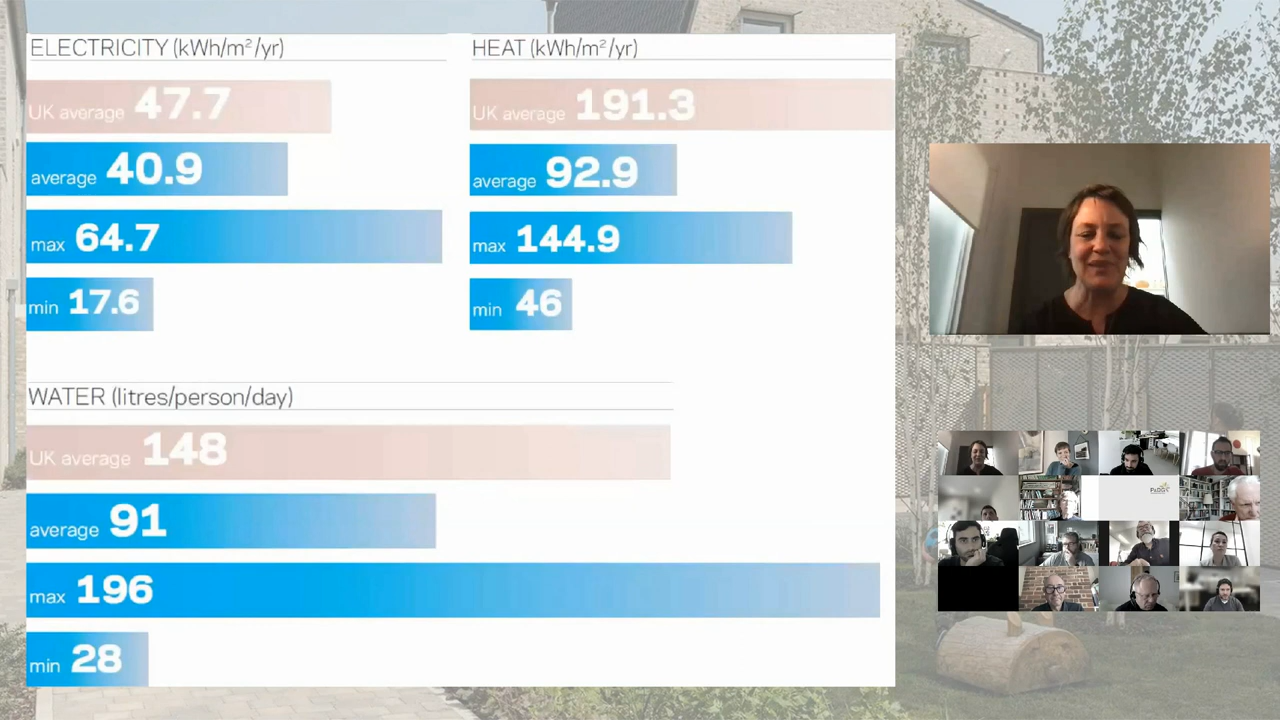 ELECTRICITY (kWh/m²/yr)
UK average 47.7
average 40.9
max 64.7
min 17.6
HEAT (kWh/m²/yr)
UK average 191.3
average 92.9
max 144.9
min 46
WATER (litres/person/day)
UK average 148
average 91
max 196
min 28